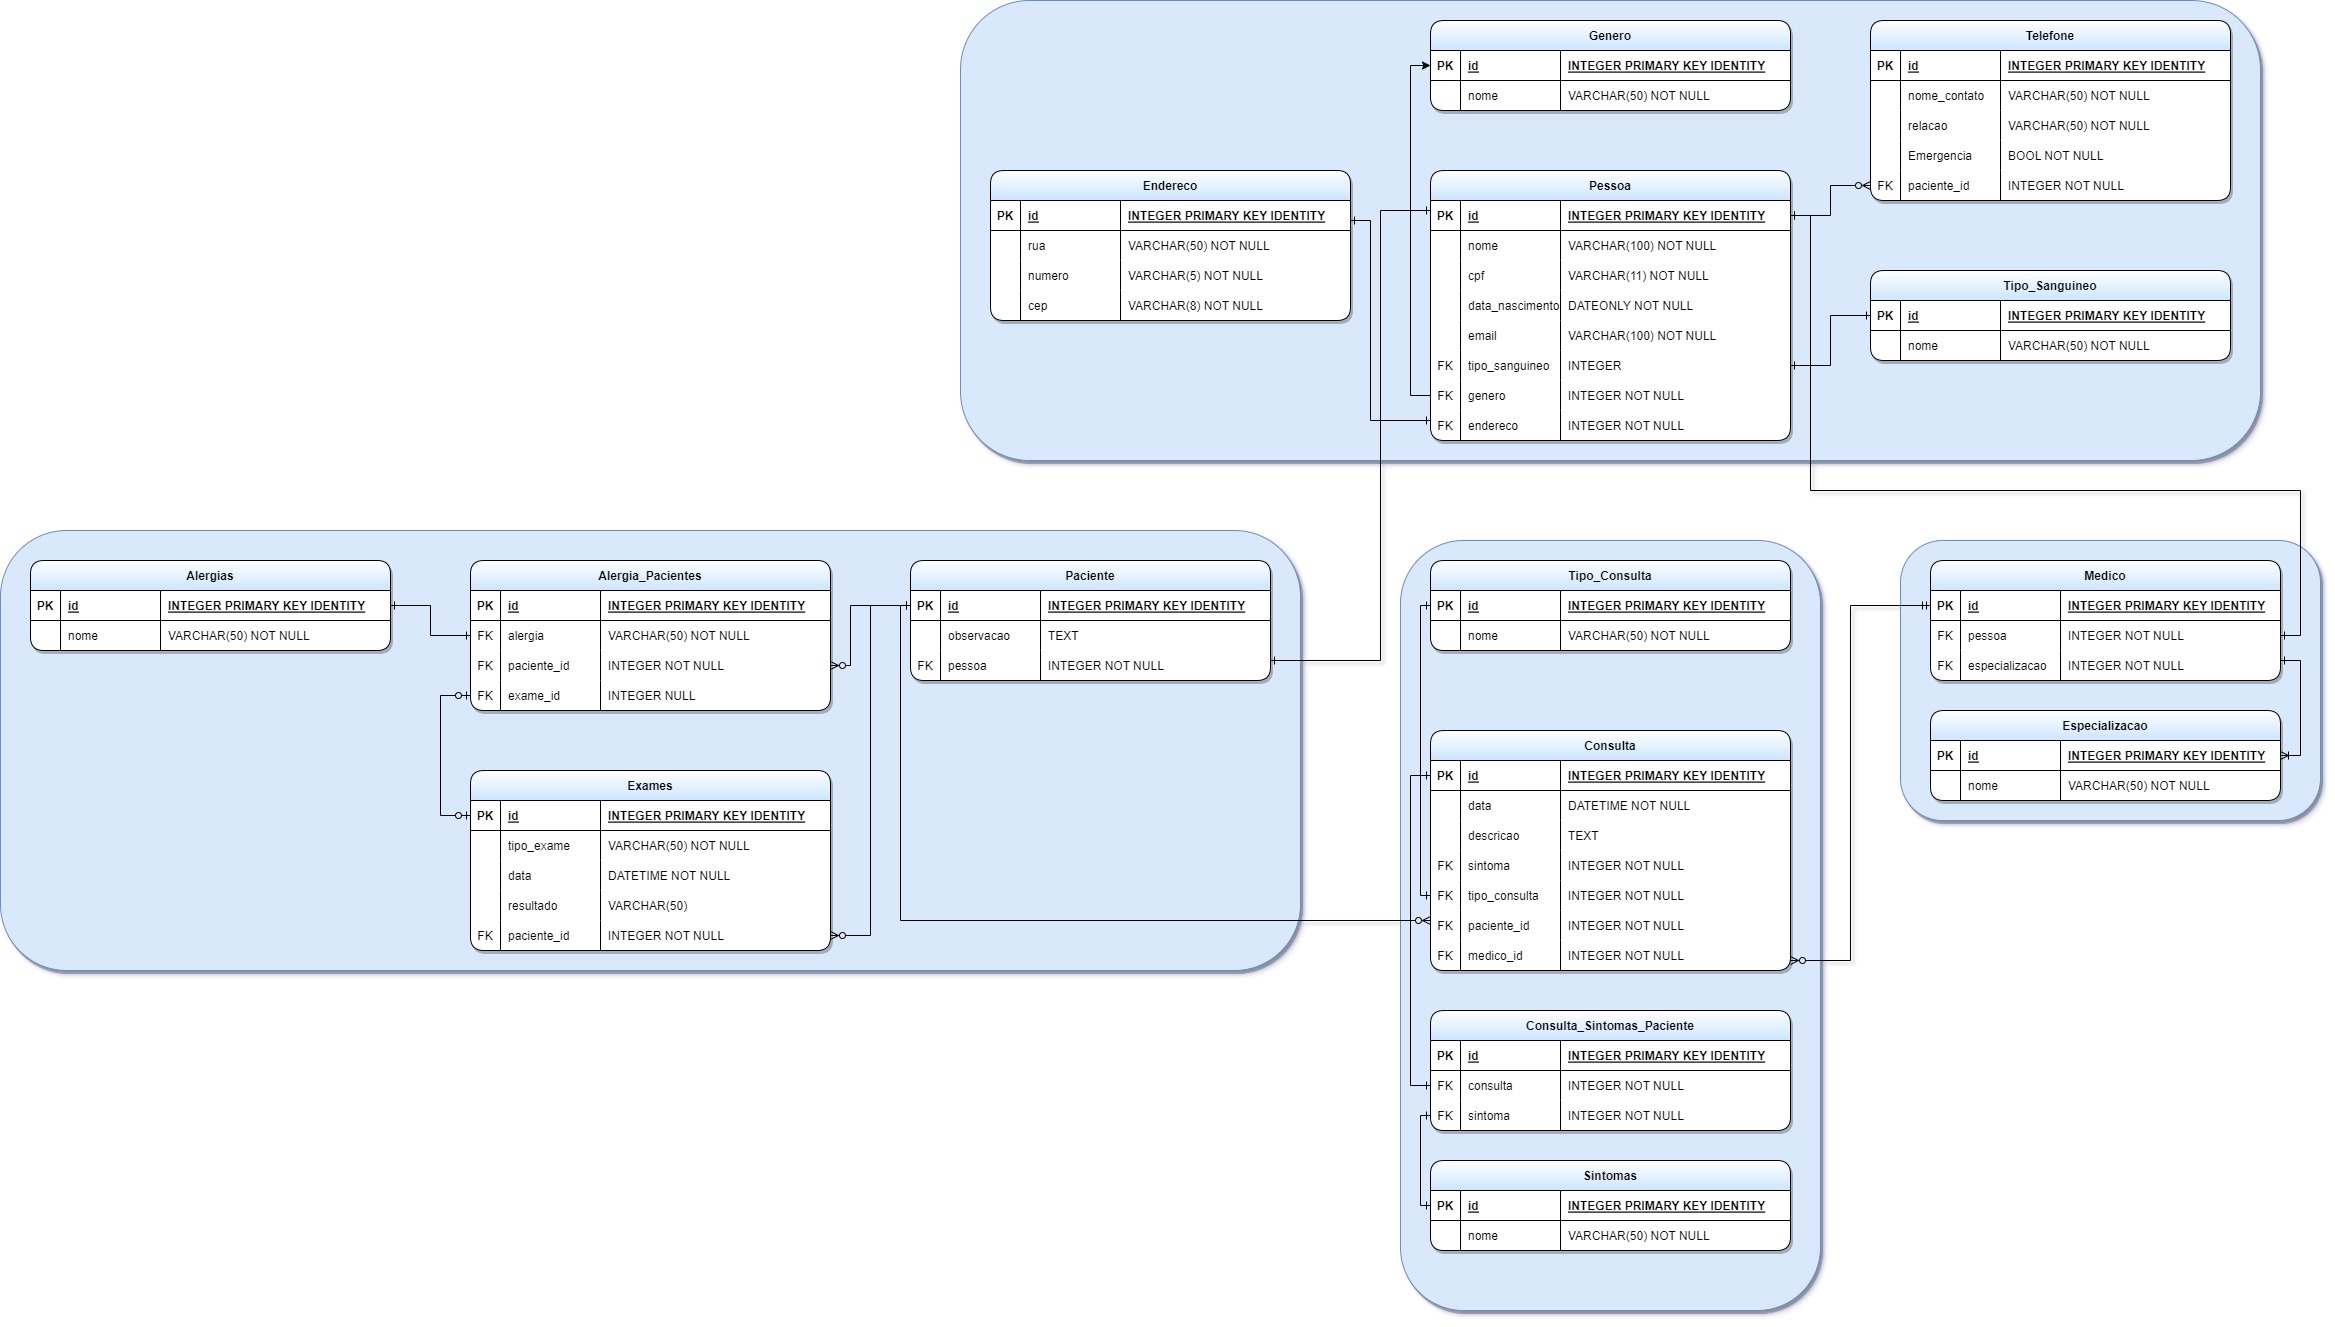 Genero
PK id INTEGER PRIMARY KEY IDENTITY
nome VARCHAR(50) NOT NULL
Telefone
PK id INTEGER PRIMARY KEY IDENTITY
nome_contato VARCHAR(50) NOT NULL
relacao VARCHAR(50) NOT NULL
Emergencia BOOL NOT NULL
FK paciente_id INTEGER NOT NULL
Endereco
PK id INTEGER PRIMARY KEY IDENTITY
rua VARCHAR(50) NOT NULL
numero VARCHAR(5) NOT NULL
cep VARCHAR(8) NOT NULL
Pessoa
PK id INTEGER PRIMARY KEY IDENTITY
nome VARCHAR(100) NOT NULL
cpf VARCHAR(11) NOT NULL
data_nascimento DATEONLY NOT NULL
email VARCHAR(100) NOT NULL
FK tipo_sanguineo INTEGER
FK genero INTEGER NOT NULL
FK endereco INTEGER NOT NULL
Tipo_Sanguineo
PK id INTEGER PRIMARY KEY IDENTITY
nome VARCHAR(50) NOT NULL
Alergias
PK id INTEGER PRIMARY KEY IDENTITY
nome VARCHAR(50) NOT NULL
Alergia_Pacientes
PK id INTEGER PRIMARY KEY IDENTITY
FK alergia VARCHAR(50) NOT NULL
FK paciente_id INTEGER NOT NULL
FK exame_id INTEGER NULL
Paciente
PK id INTEGER PRIMARY KEY IDENTITY
observacao TEXT
FK pessoa INTEGER NOT NULL
Exames
PK id INTEGER PRIMARY KEY IDENTITY
tipo_exame VARCHAR(50) NOT NULL
data DATETIME NOT NULL
resultado VARCHAR(50)
FK paciente_id INTEGER NOT NULL
Tipo_Consulta
PK id INTEGER PRIMARY KEY IDENTITY
nome VARCHAR(50) NOT NULL
Consulta
PK id INTEGER PRIMARY KEY IDENTITY
data DATETIME NOT NULL
descricao TEXT
FK sintoma INTEGER NOT NULL
FK tipo_consulta INTEGER NOT NULL
FK paciente_id INTEGER NOT NULL
FK medico_id INTEGER NOT NULL
Consulta_Sintomas_Paciente
PK id INTEGER PRIMARY KEY IDENTITY
FK consulta INTEGER NOT NULL
FK sintoma INTEGER NOT NULL
Sintomas
PK id INTEGER PRIMARY KEY IDENTITY
nome VARCHAR(50) NOT NULL
Medico
PK id INTEGER PRIMARY KEY IDENTITY
FK pessoa INTEGER NOT NULL
FK especializacao INTEGER NOT NULL
Especializacao
PK id INTEGER PRIMARY KEY IDENTITY
nome VARCHAR(50) NOT NULL